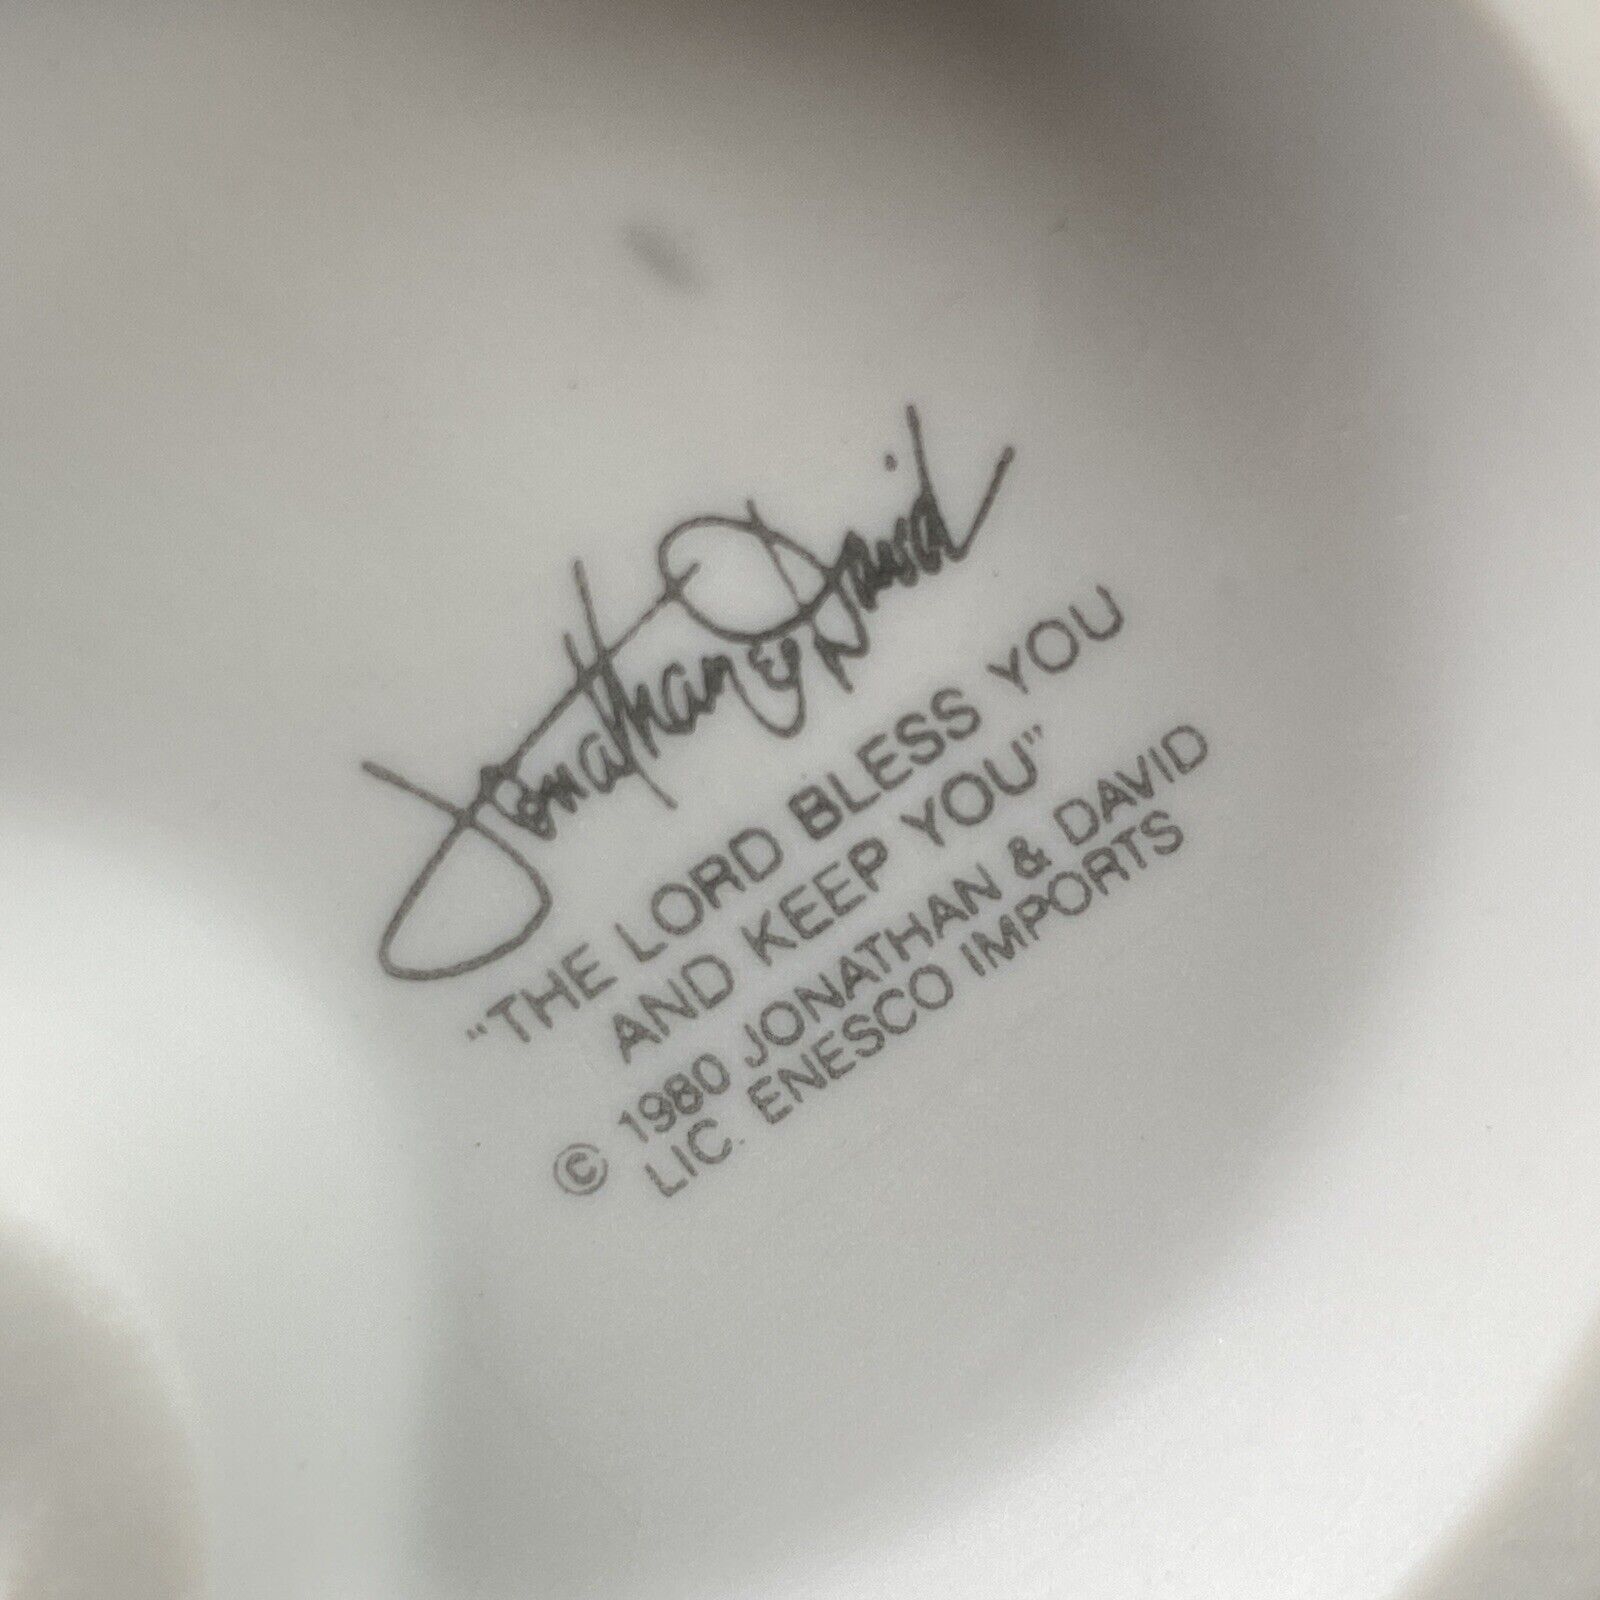 Jonathan & David
"THE LORD BLESS YOU
AND KEEP YOU"
© 1980 JONATHAN & DAVID
LIC. ENESCO IMPORTS